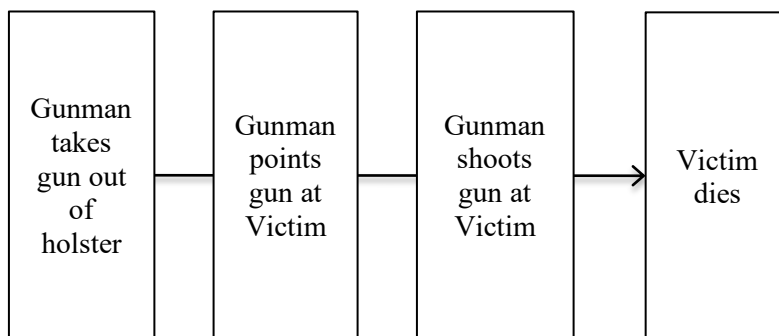 Gunman
takes
gun out
of
holster
Gunman
points
gun at
Victim
Gunman
shoots
gun at
Victim
Victim
dies